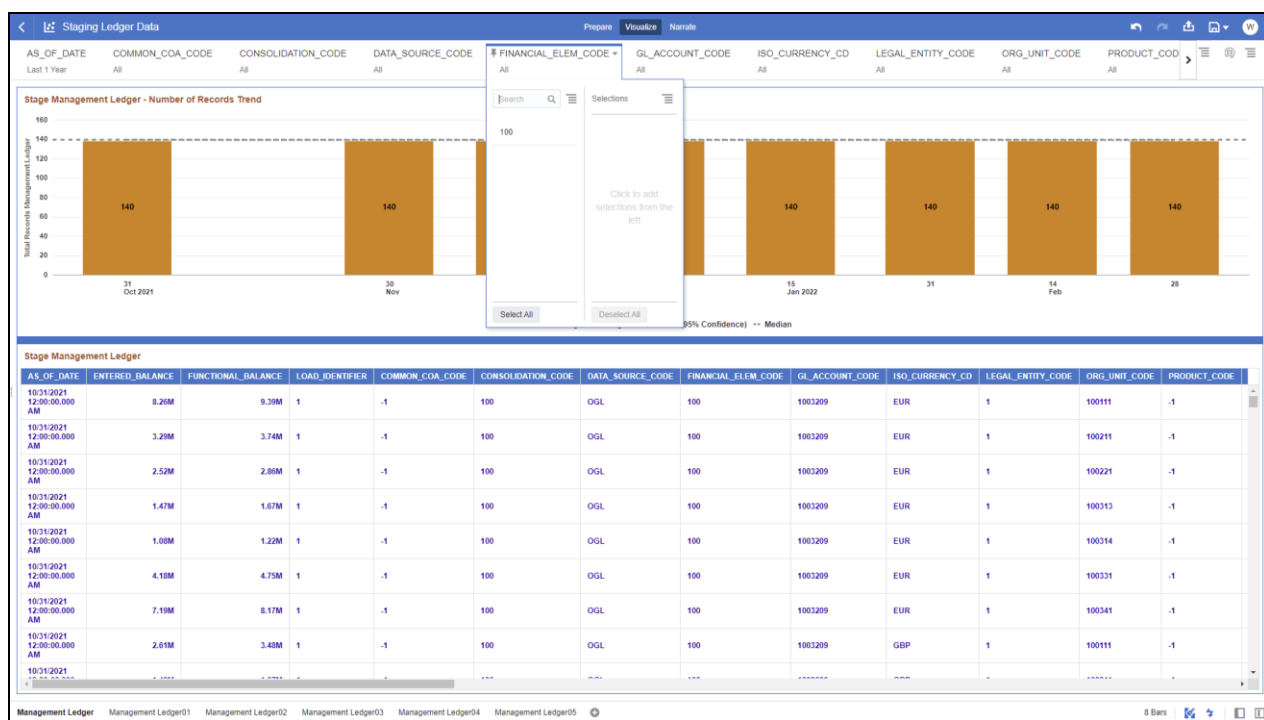 Staging Ledger Data
Prepare Visualize Narrate
W
AS_OF_DATE COMMON_COA_CODE CONSOLIDATION_CODE DATA_SOURCE_CODE FINANCIAL_ELEM_CODE GL_ACCOUNT_CODE ISO_CURRENCY_CD LEGAL_ENTITY_CODE ORG_UNIT_CODE PRODUCT_COD
Last 1 Year All All All All All All All All All
Stage Management Ledger - Number of Records Trend
Search Selections
100
Click to add
selections from the
left
Select All Deselect All
Total Records Management Ledger
160
140
120
100
80
60
40
20
0
140 140 140 140 140 140
31 30 15 31 14 28
Oct 2021 Nov Jan 2022 Feb
95% Confidence) -- Median
Stage Management Ledger
AS_OF_DATE ENTERED_BALANCE FUNCTIONAL_BALANCE LOAD_IDENTIFIER COMMON_COA_CODE CONSOLIDATION_CODE DATA_SOURCE_CODE FINANCIAL_ELEM_CODE GL_ACCOUNT_CODE ISO_CURRENCY_CD LEGAL_ENTITY_CODE ORG_UNIT_CODE PRODUCT_CODE
10/31/2021
12:00:00.000 8.26M 9.39M 1 -1 100 OGL 100 1003209 EUR 1 100111 -1
AM
10/31/2021
12:00:00.000 3.29M 3.74M 1 -1 100 OGL 100 1003209 EUR 1 100211 -1
AM
10/31/2021
12:00:00.000 2.52M 2.86M 1 -1 100 OGL 100 1003209 EUR 1 100221 -1
AM
10/31/2021
12:00:00.000 1.47M 1.67M 1 -1 100 OGL 100 1003209 EUR 1 100313 -1
AM
10/31/2021
12:00:00.000 1.08M 1.22M 1 -1 100 OGL 100 1003209 EUR 1 100314 -1
AM
10/31/2021
12:00:00.000 4.18M 4.75M 1 -1 100 OGL 100 1003209 EUR 1 100331 -1
AM
10/31/2021
12:00:00.000 7.19M 8.17M 1 -1 100 OGL 100 1003209 EUR 1 100341 -1
AM
10/31/2021
12:00:00.000 2.61M 3.48M 1 -1 100 OGL 100 1003209 GBP 1 100111 -1
AM
10/31/2021
Management Ledger Management Ledger01 Management Ledger02 Management Ledger03 Management Ledger04 Management Ledger05
8 Bars